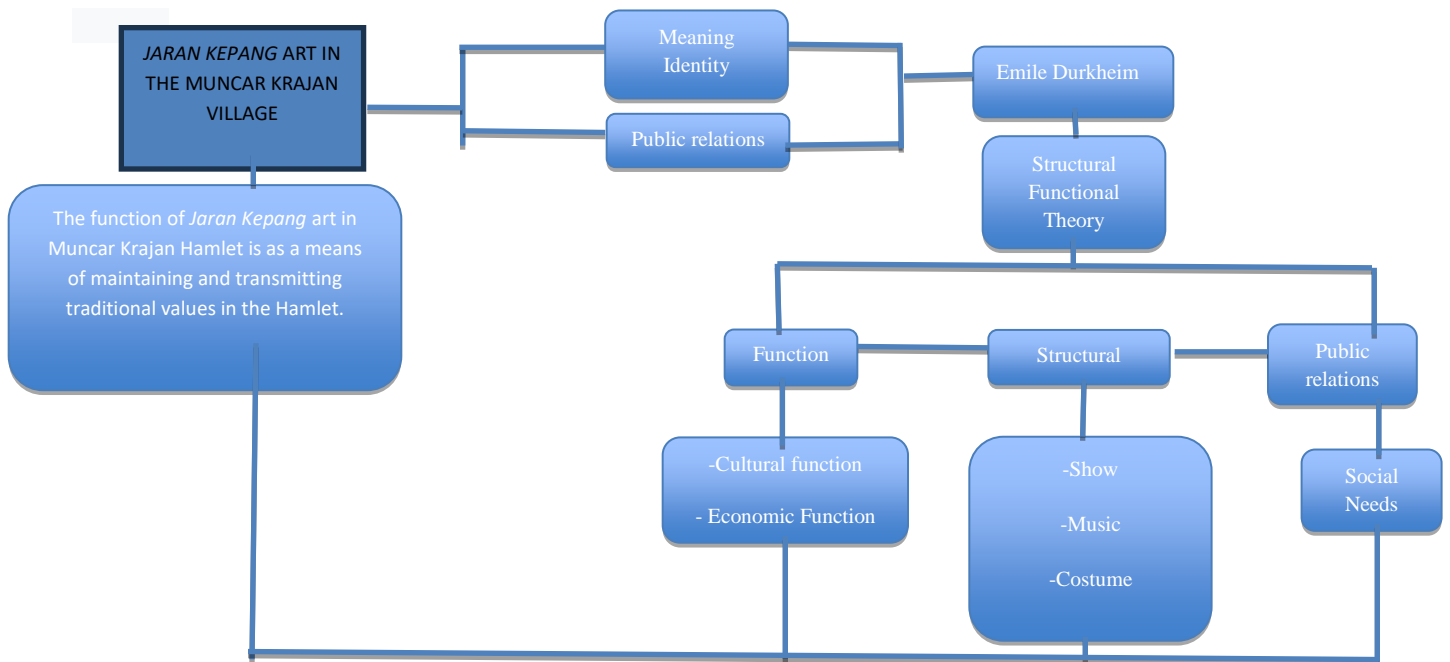 JARAN KEPANG ART IN
THE MUNCAR KRAJAN
VILLAGE
Meaning
Identity
Public relations
Emile Durkheim
Structural
Functional
Theory
The function of Jaran Kepang art in
Muncar Krajan Hamlet is as a means
of maintaining and transmitting
traditional values in the Hamlet.
Function
Structural
Public
relations
-Cultural function
- Economic Function
-Show
-Music
-Costume
Social
Needs